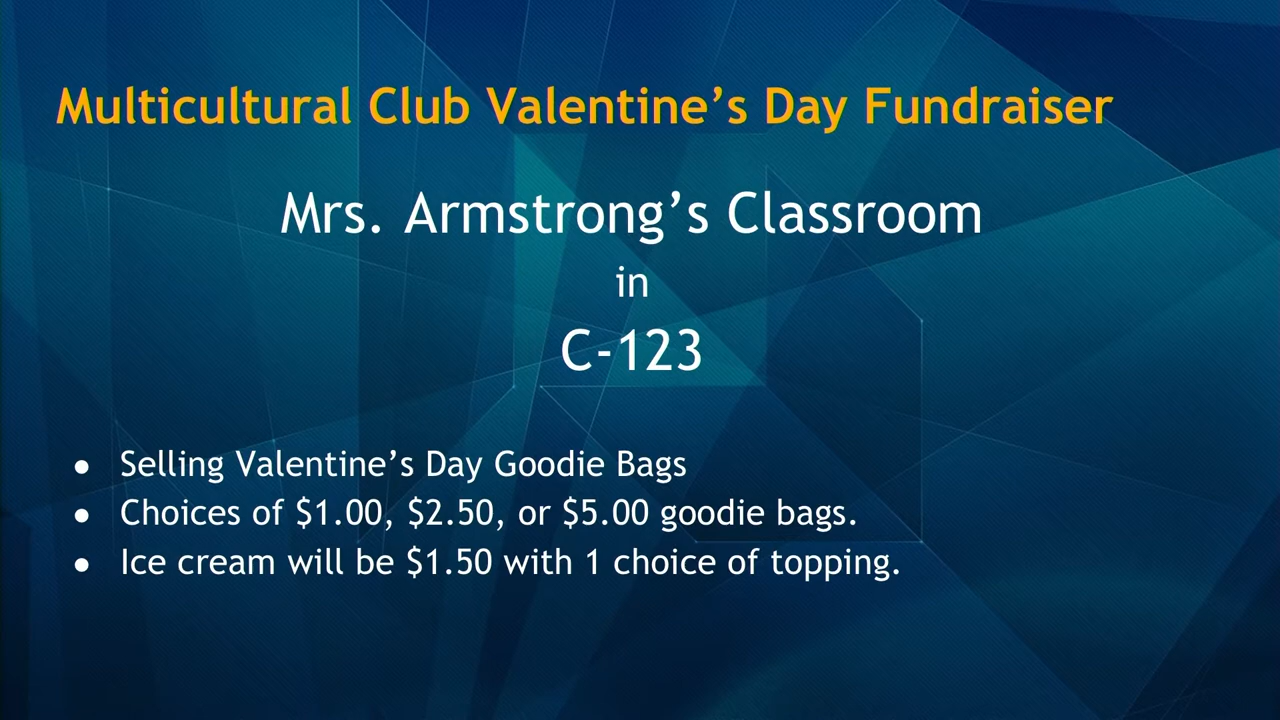 Multicultural Club Valentine’s Day Fundraiser
Mrs. Armstrong’s Classroom
in
C-123
● Selling Valentine’s Day Goodie Bags
● Choices of $1.00, $2.50, or $5.00 goodie bags.
● Ice cream will be $1.50 with 1 choice of topping.